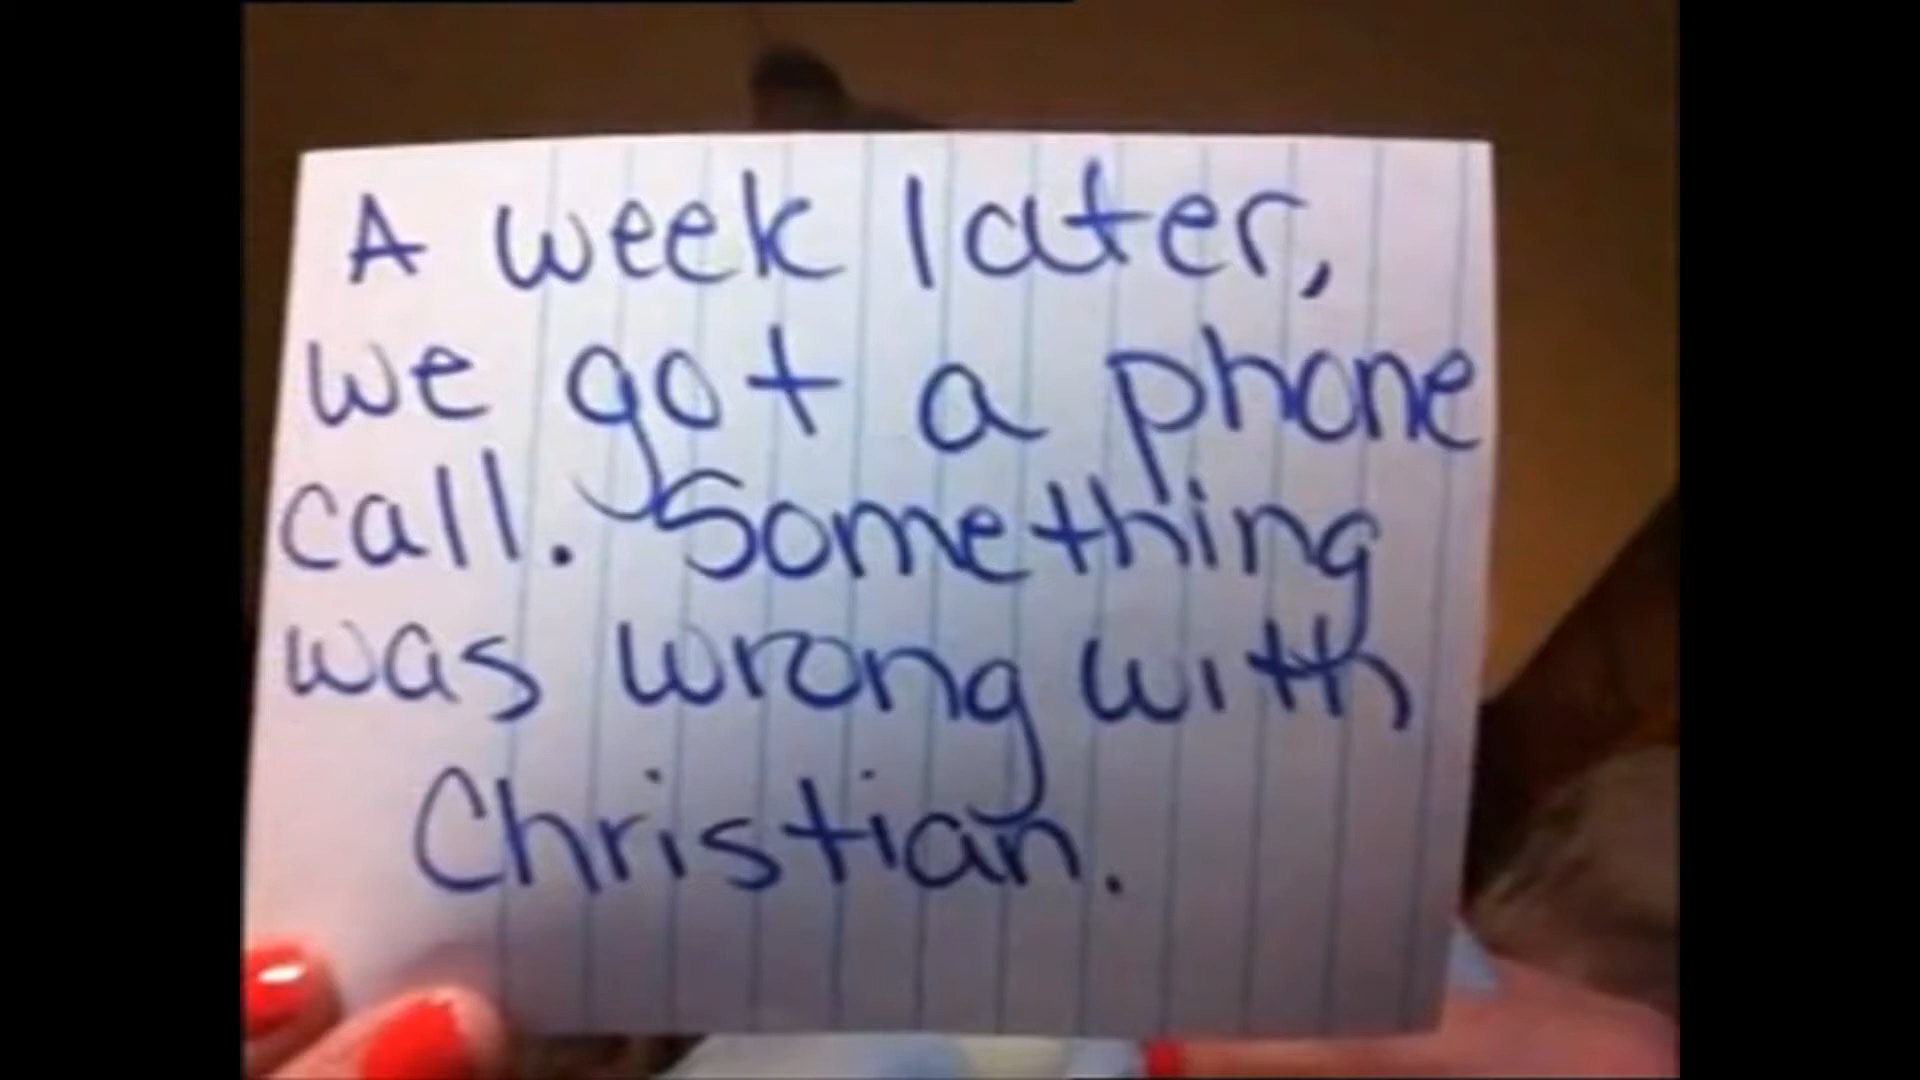 A week later,
we got a phone
call. Something
was wrong with
Christian.